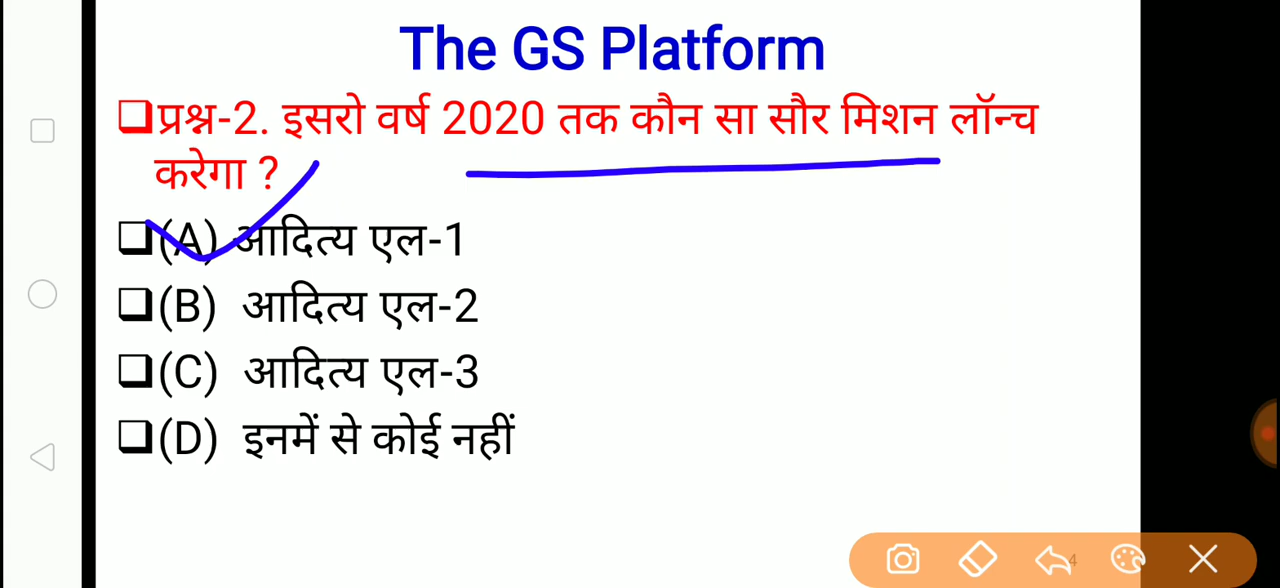 The GS Platform
❑प्रश्न-2. इसरो वर्ष 2020 तक कौन सा सौर मिशन लॉन्च
करेगा ?
❑(A) आदित्य एल-1
❑(B) आदित्य एल-2
❑(C) आदित्य एल-3
❑(D) इनमें से कोई नहीं
4